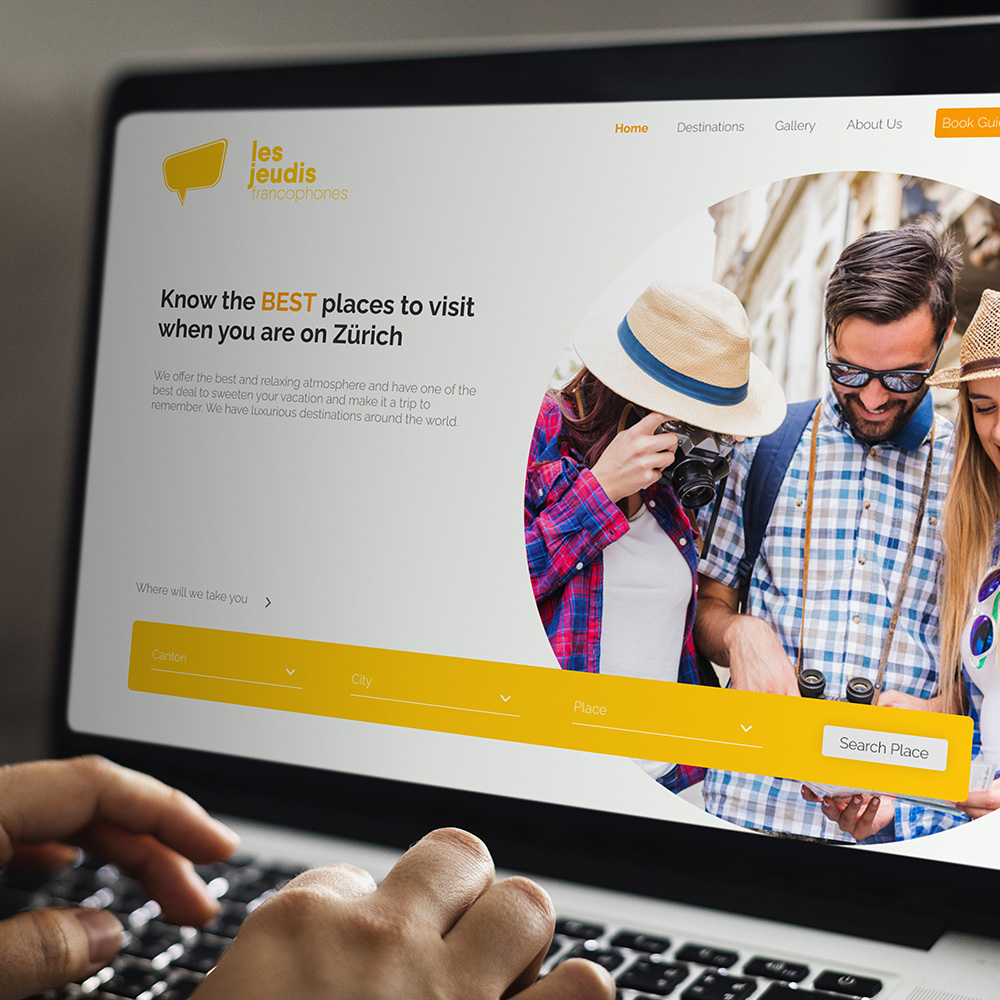 les
jeudis
francophones
Home
Destinations
Gallery
About Us
Book
Know the BEST places to visit
when you are on Zürich
We offer the best and relaxing atmosphere and have one of the
best deal to sweeten your vacation and make it a trip to
remember. We have luxurious destinations around the world.
Where will we take you
Canton
City
Place
Search Place